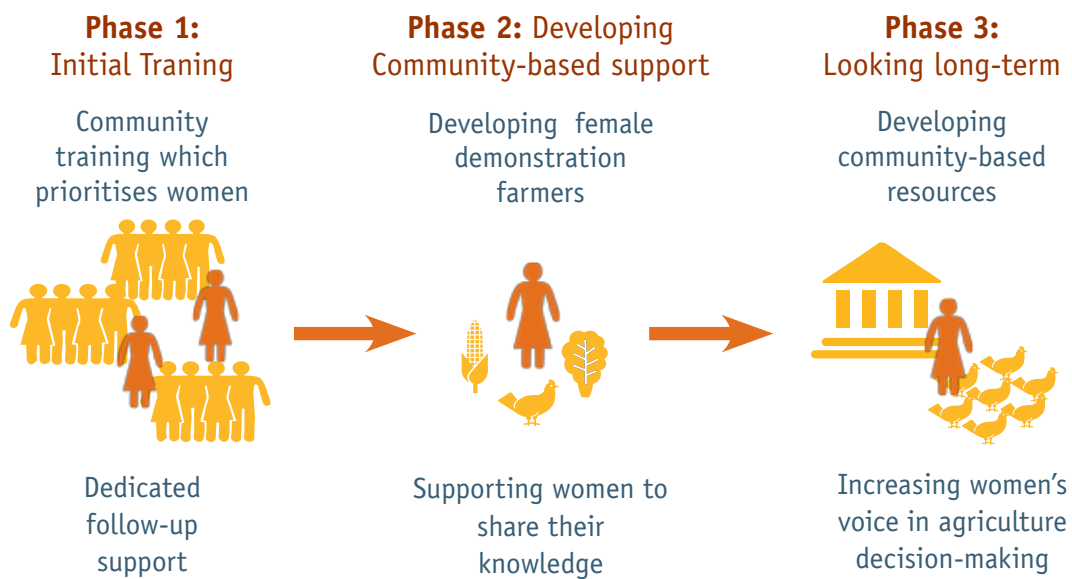 Phase 1:
Initial Traning
Community
training which
prioritises women
Dedicated
follow-up
support
Phase 2: Developing
Community-based support
Developing female
demonstration
farmers
Supporting women to
share their
knowledge
Phase 3:
Looking long-term
Developing
community-based
resources
Increasing women's
voice in agriculture
decision-making